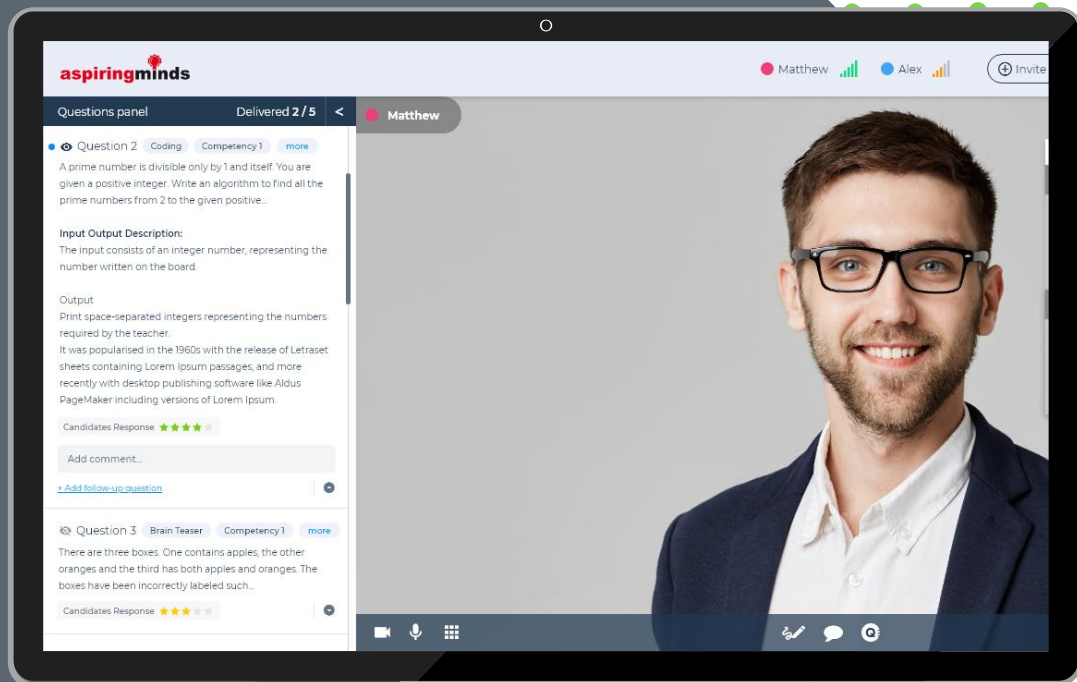 aspiringminds
Matthew
Alex
Invite
Questions panel
Delivered 2 / 5
<
Matthew
Question 2 Coding Competency 1 more
A prime number is divisible only by 1 and itself. You are
given a positive integer. Write an algorithm to find all the
prime numbers from 2 to the given positive...
Input Output Description:
The input consists of an integer number, representing the
number written on the board.
Output
Print space-separated integers representing the numbers
required by the teacher.
It was popularised in the 1960s with the release of Letraset
sheets containing Lorem Ipsum passages, and more
recently with desktop publishing software like Aldus
PageMaker including versions of Lorem Ipsum.
Candidates Response
Add comment...
+ Add follow-up question
Question 3 Brain Teaser Competency 1 more
There are three boxes. One contains apples, the other
oranges and the third has both apples and oranges. The
boxes have been incorrectly labeled such...
Candidates Response
Q